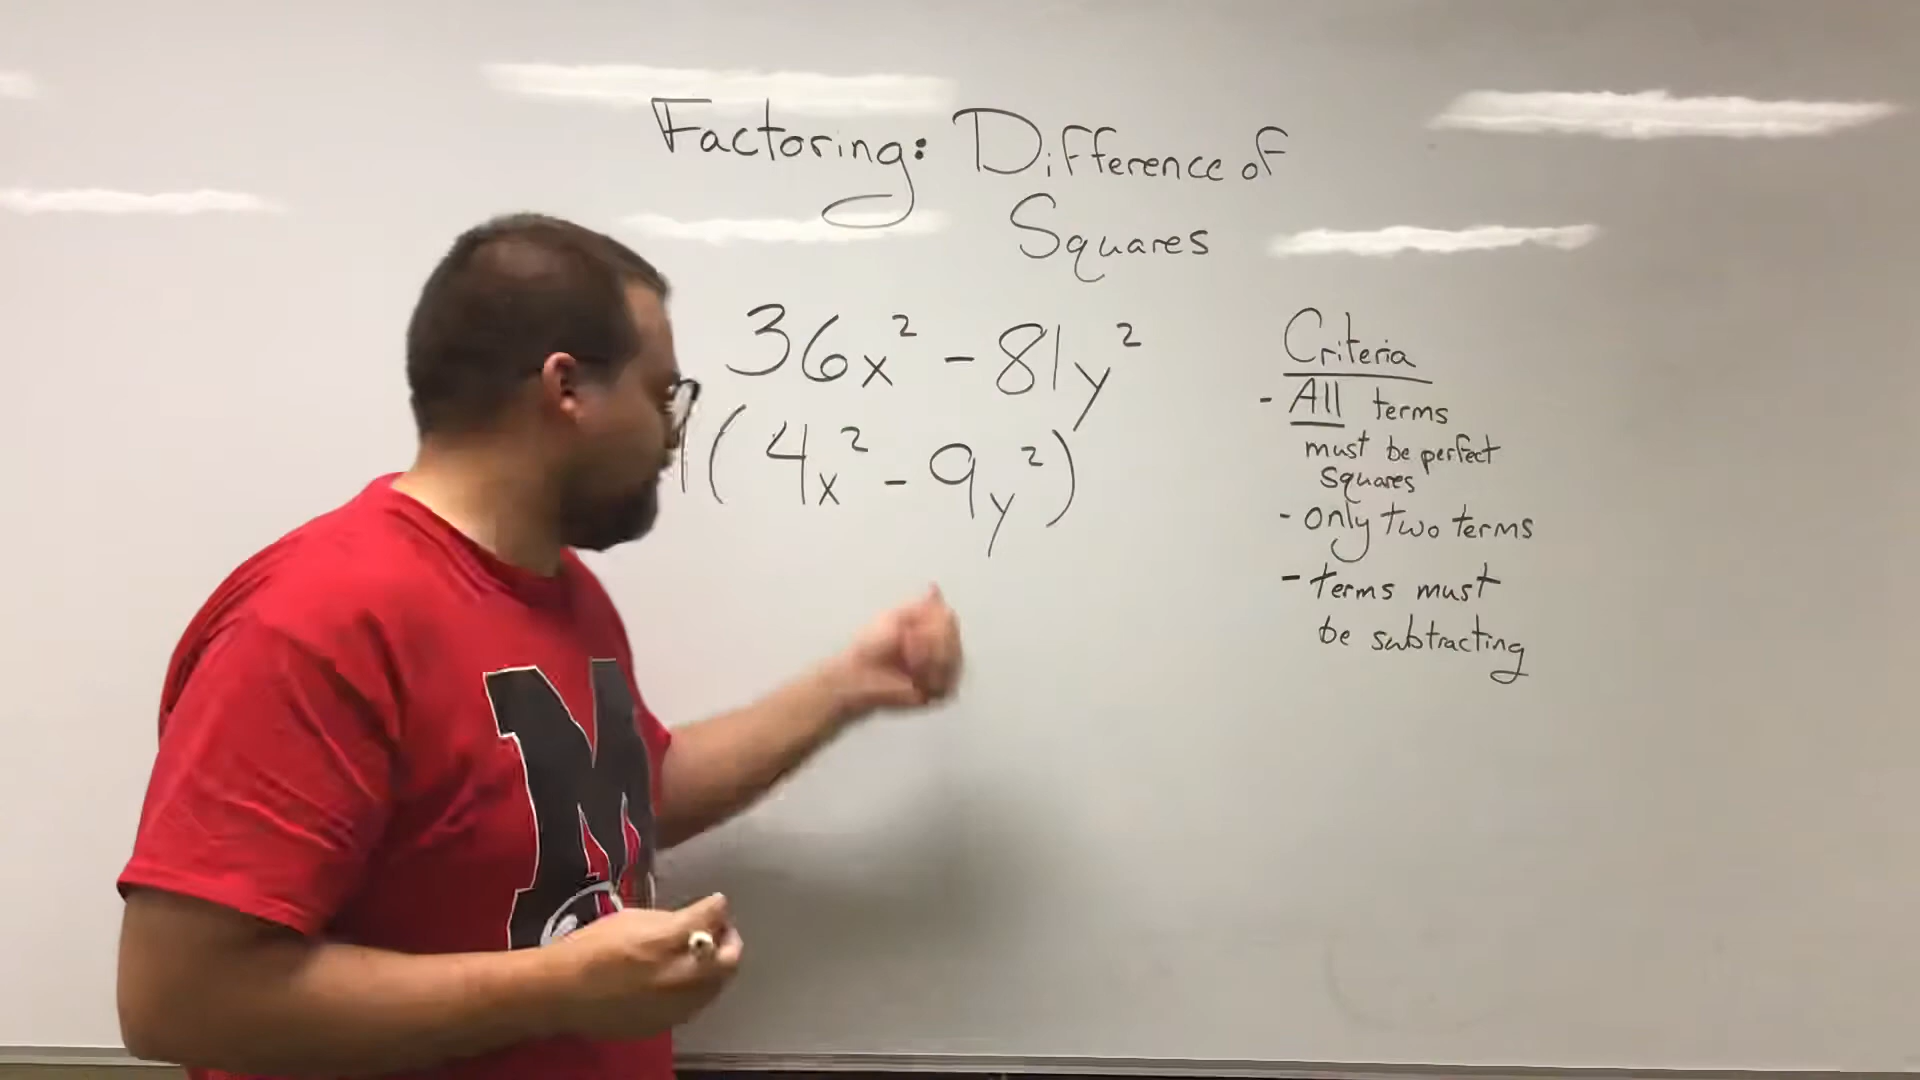 Factoring: Difference of
Squares
36x² - 81y²
(4x² - 9y²)
Criteria
- All terms
must be perfect
squares
- only two terms
- terms must
be subtracting
M